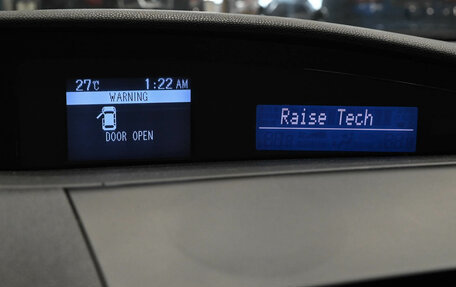 27℃ 1:22 AM
WARNING
DOOR OPEN
Raise Tech